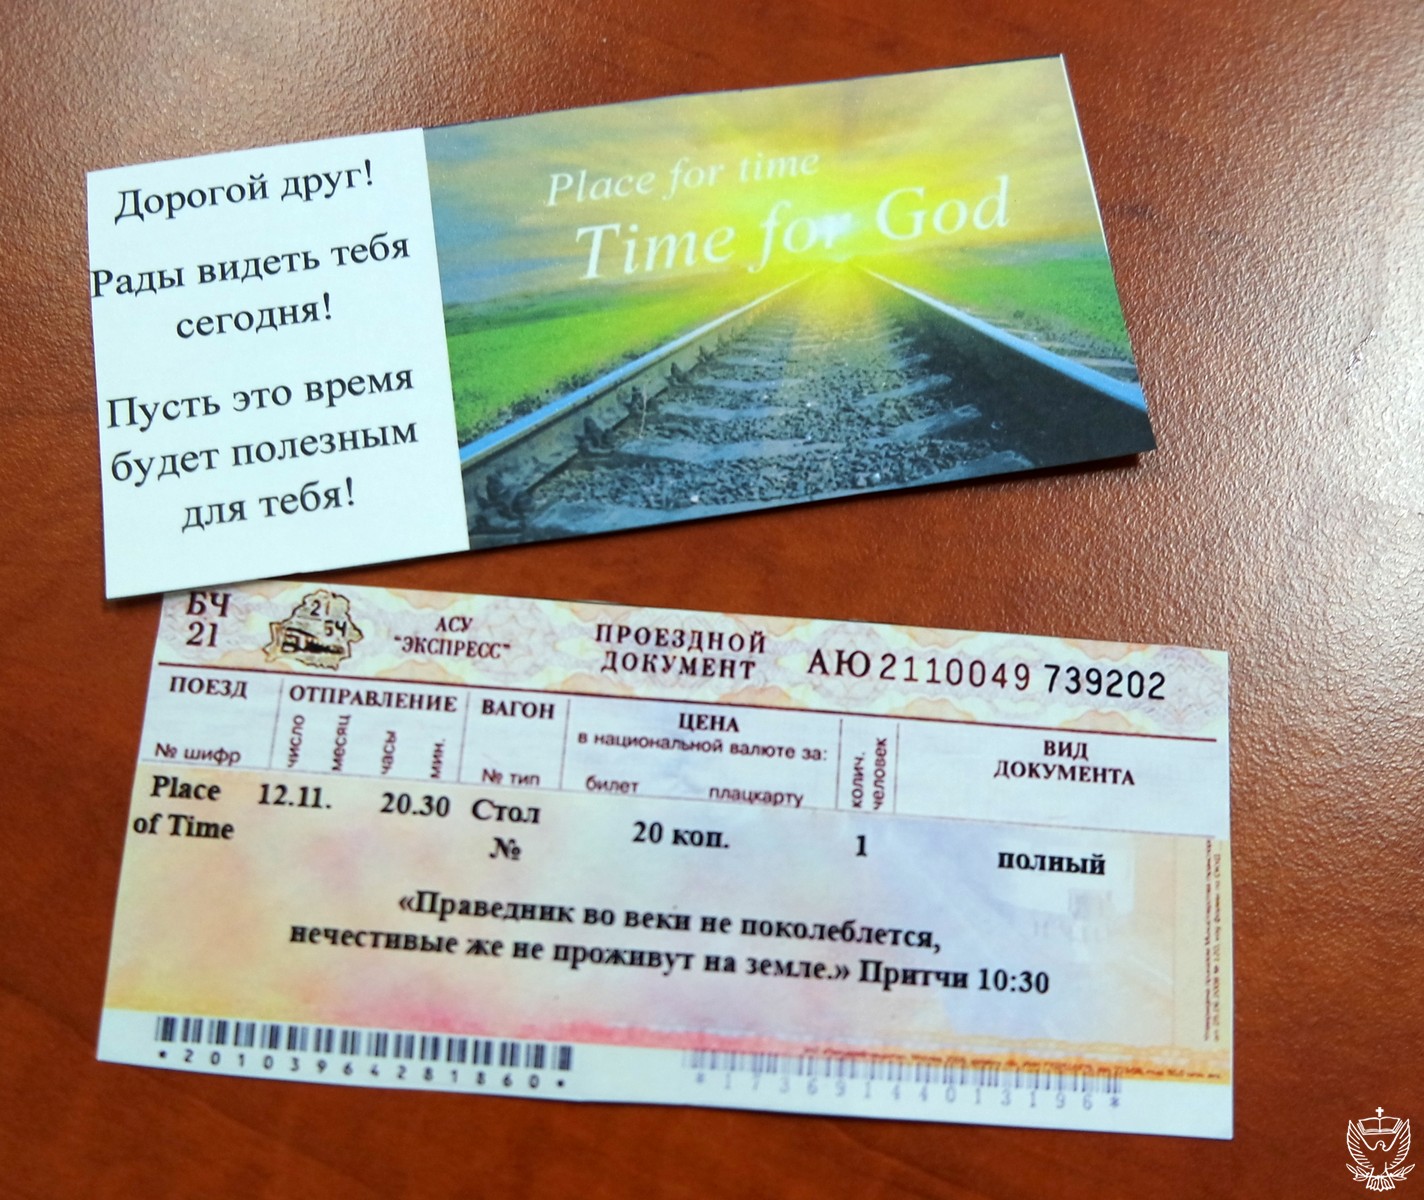 Дорогой друг!
Рады видеть тебя
сегодня!
Пусть это время
будет полезным
для тебя!
Place for time
Time for God
БЧ
21
21
БЧ
АСУ
"ЭКСПРЕСС"
ПРОЕЗДНОЙ
ДОКУМЕНТ
АЮ 2110049 739202
ПОЕЗД
№ шифр
ОТПРАВЛЕНИЕ
число
месяц
часы
мин.
ВАГОН
№ тип
ЦЕНА
в национальной валюте за:
билет плацкарту
колич.
человек
ВИД
ДОКУМЕНТА
Place
of Time
12.11.
20.30
Стол
№
20 коп.
1
полный
«Праведник во веки не поколеблется,
нечестивые же не проживут на земле.» Притчи 10:30
*20103964281860*
*17369144013196*